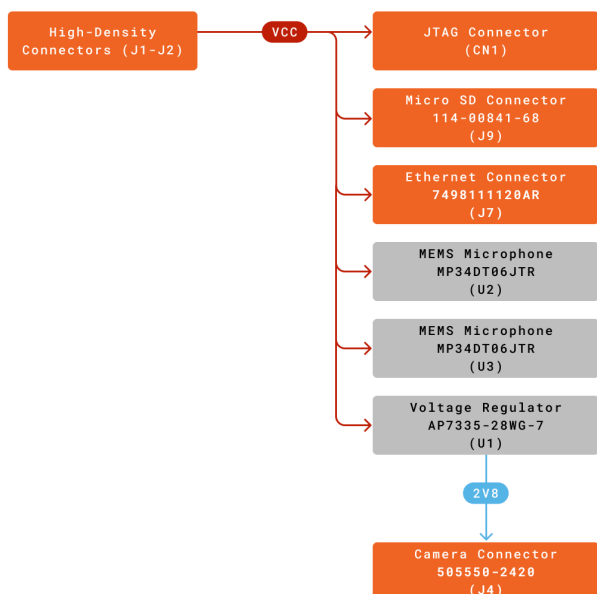 High-Density
Connectors (J1-J2)
VCC
JTAG Connector
(CN1)
Micro SD Connector
114-00841-68
(J9)
Ethernet Connector
7498111120AR
(J7)
MEMS Microphone
MP34DT06JTR
(U2)
MEMS Microphone
MP34DT06JTR
(U3)
Voltage Regulator
AP7335-28WG-7
(U1)
2V8
Camera Connector
505550-2420
(J4)